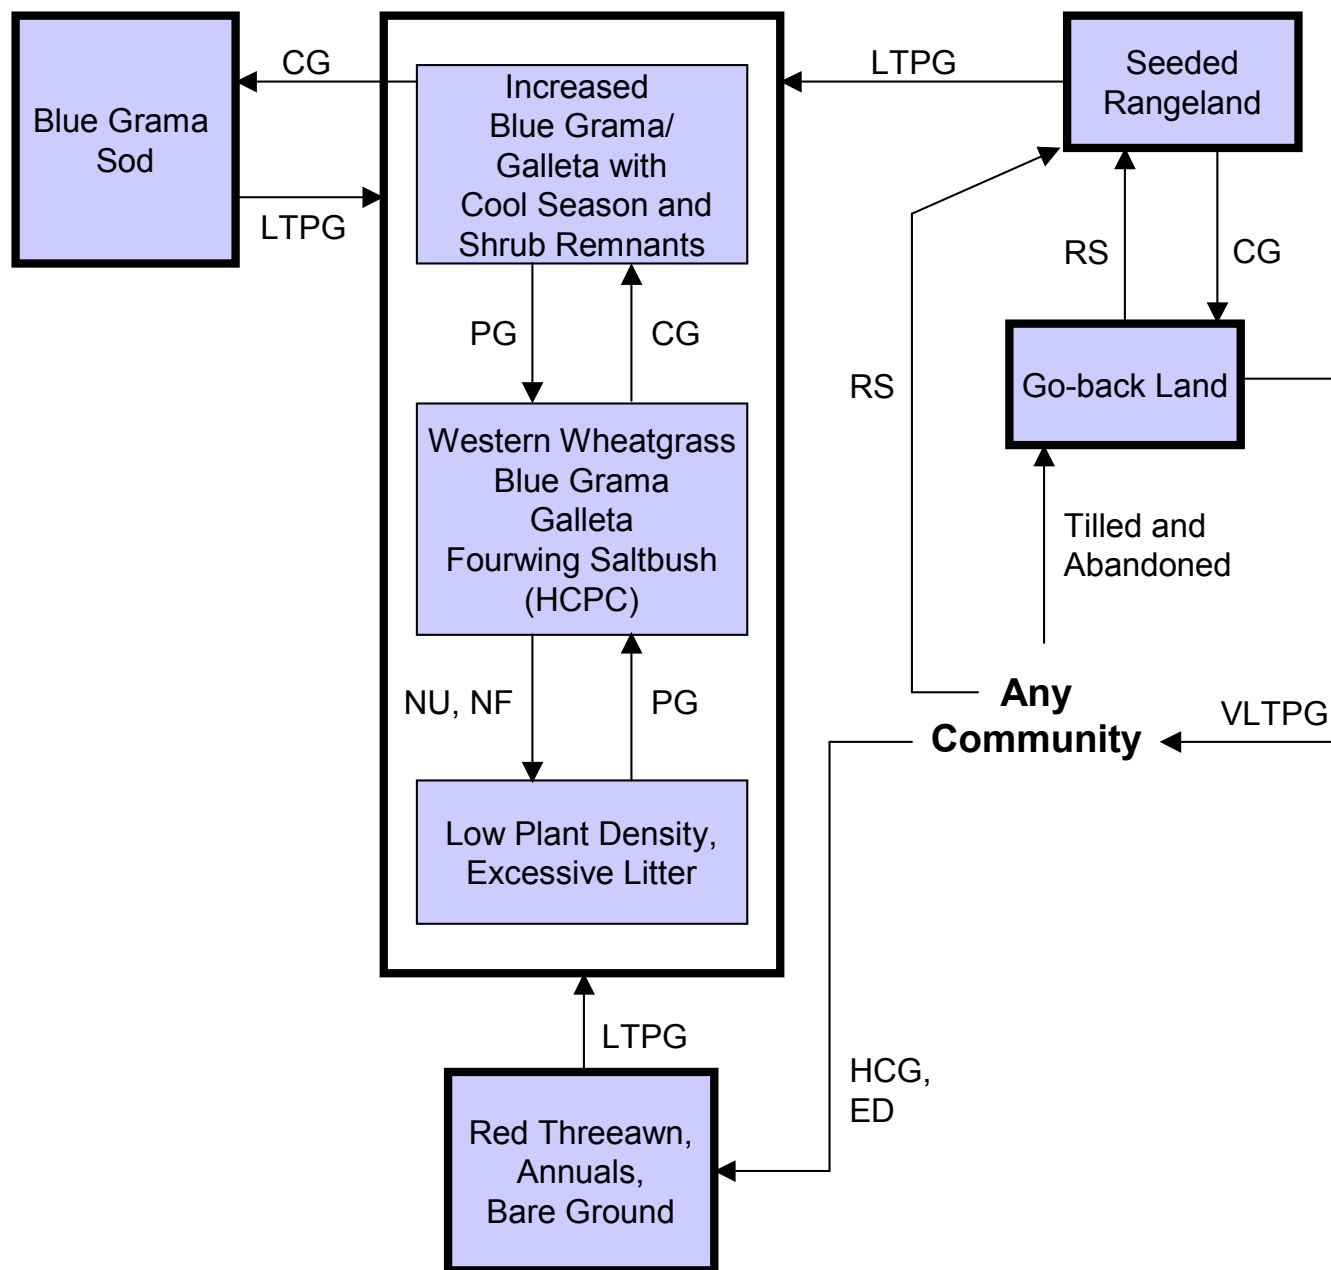 Blue Grama
Sod
CG
LTPG
Increased
Blue Grama/
Galleta with
Cool Season and
Shrub Remnants
PG
CG
Western Wheatgrass
Blue Grama
Galleta
Fourwing Saltbush
(HCPC)
NU, NF
PG
Low Plant Density,
Excessive Litter
LTPG
Red Threeawn,
Annuals,
Bare Ground
LTPG
Seeded
Rangeland
RS
CG
RS
Go-back Land
Tilled and
Abandoned
Any
Community
VLTPG
HCG,
ED